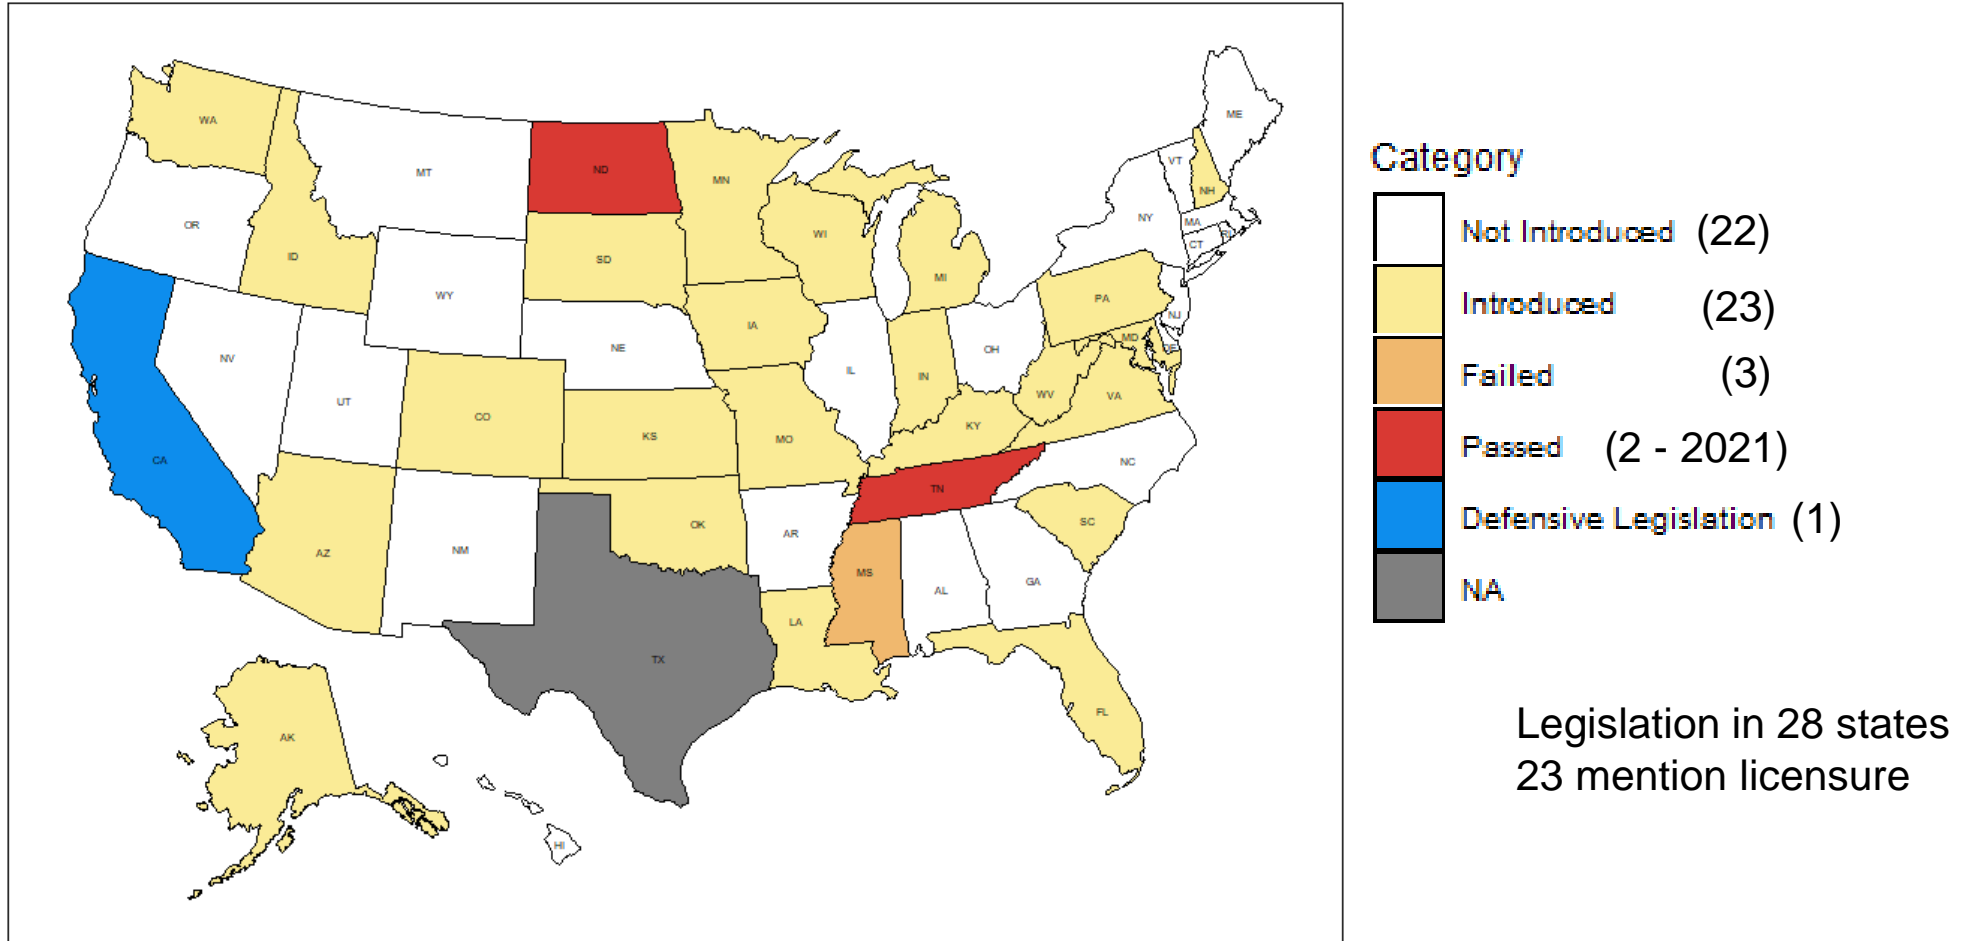 WA
MT
ND
MN
ME
VT
NH
NY
MA
CT
RI
OR
ID
SD
WI
MI
WY
IA
PA
NJ
NV
NE
OH
MD
DE
IL
IN
UT
CO
KS
MO
KY
WV
VA
CA
NC
TN
AZ
NM
OK
AR
SC
MS
AL
GA
LA
TX
FL
AK
HI
Category
Not Introduced (22)
Introduced (23)
Failed (3)
Passed (2 - 2021)
Defensive Legislation (1)
NA
Legislation in 28 states
23 mention licensure